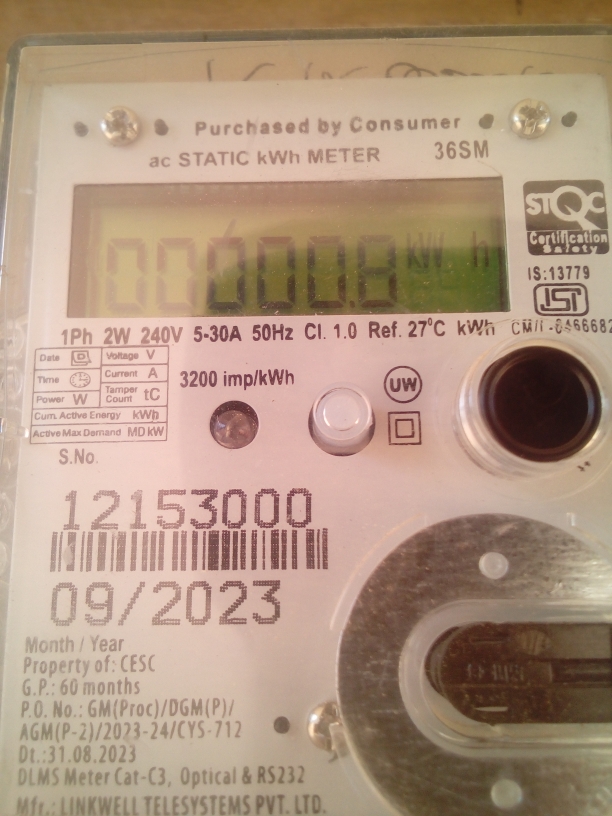 Purchased by Consumer
ac STATIC kWh METER 36SM
00000.8 kW h
STQC
Certification
Safety
IS:13779
ISI
1Ph 2W 240V 5-30A 50Hz Cl. 1.0 Ref. 27°C kWh CM/L-8466682
Date Voltage V
Time Current A
Power W Tamper Count tC
Cum. Active Energy kWh
Active Max Demand MD kW
3200 imp/kWh
UW
S.No.
12153000
09/2023
Month / Year
Property of: CESC
G.P.: 60 months
P.O. No.: GM(Proc)/DGM(P)/
AGM(P-2)/2023-24/CYS-712
Dt.:31.08.2023
DLMS Meter Cat-C3, Optical & RS232
Mfr.: LINKWELL TELESYSTEMS PVT. LTD.